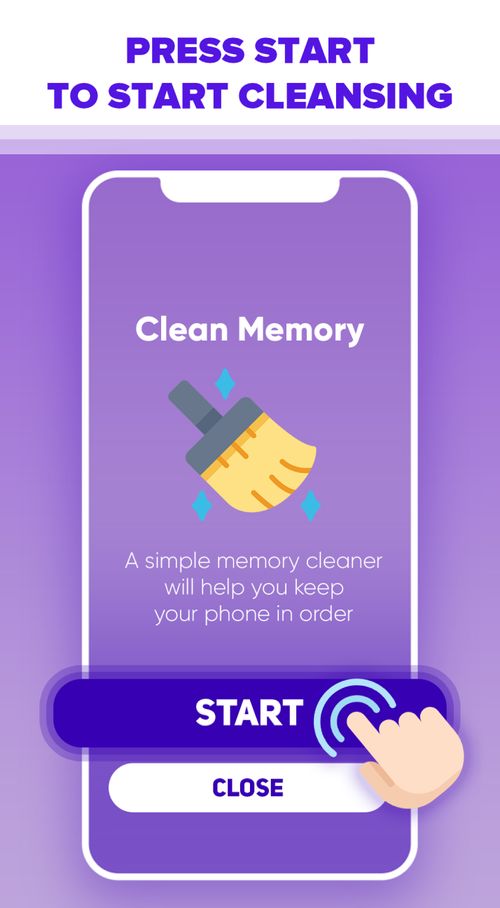 PRESS START
TO START CLEANSING
Clean Memory
A simple memory cleaner
will help you keep
your phone in order
START
CLOSE